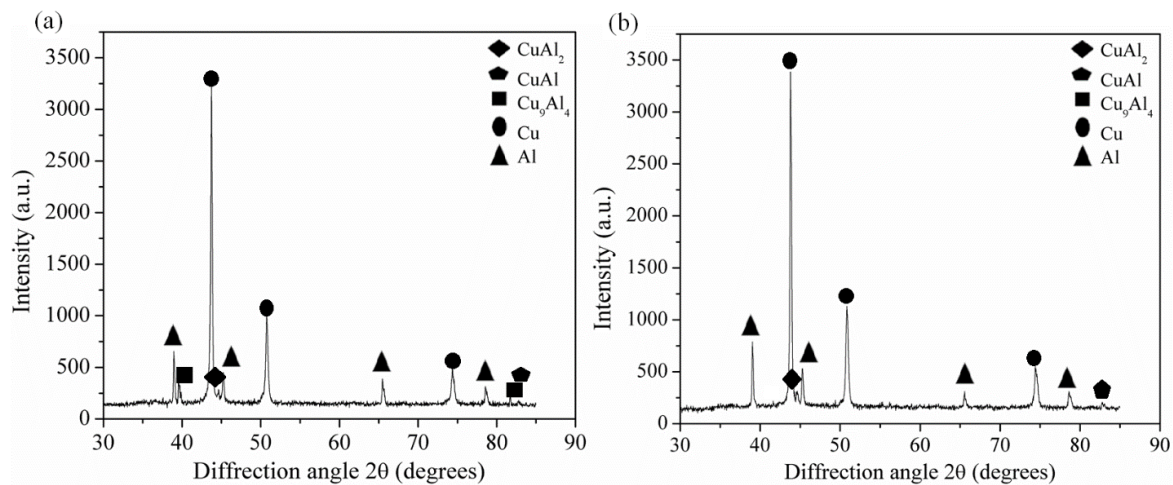 (a)
3500
3000
2500
2000
1500
1000
500
0
Intensity (a.u.)
30 40 50 60 70 80 90
Diffraction angle 2θ (degrees)
CuAl₂
CuAl
Cu₉Al₄
Cu
Al
(b)
3500
3000
2500
2000
1500
1000
500
0
Intensity (a.u.)
30 40 50 60 70 80 90
Diffraction angle 2θ (degrees)
CuAl₂
CuAl
Cu₉Al₄
Cu
Al